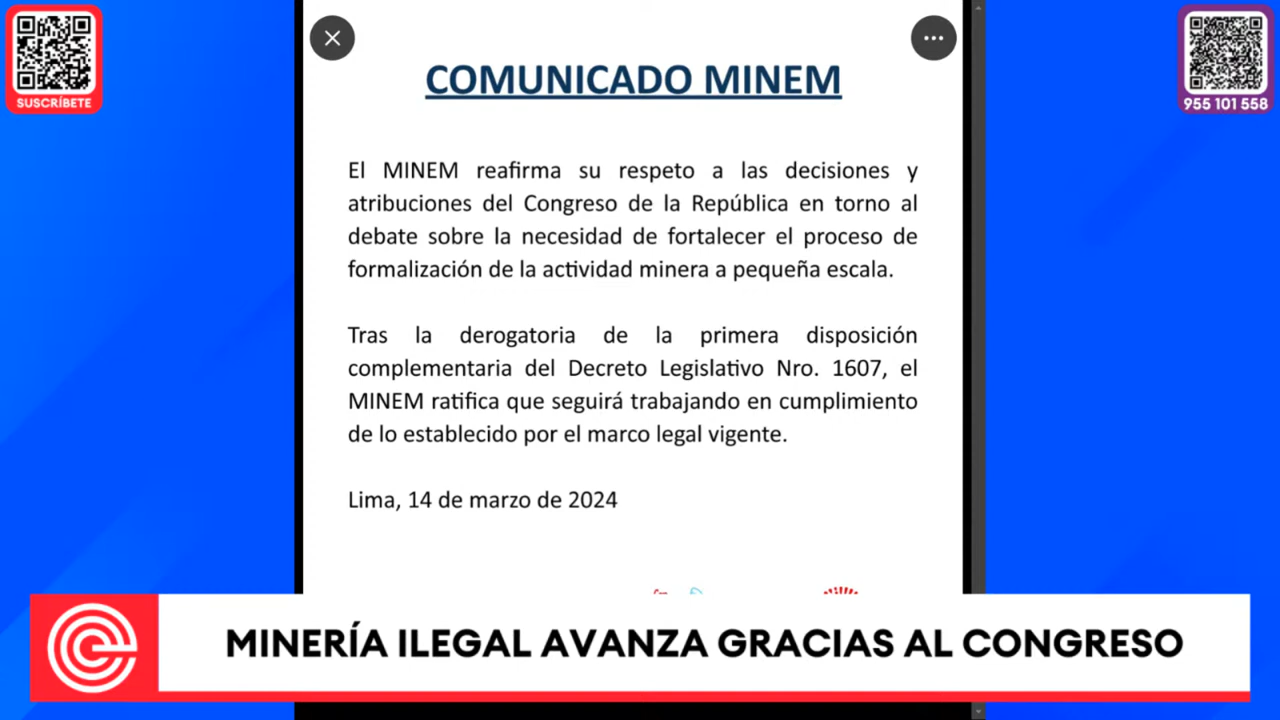 SUSCRÍBETE
955 101 558
COMUNICADO MINEM
El MINEM reafirma su respeto a las decisiones y
atribuciones del Congreso de la República en torno al
debate sobre la necesidad de fortalecer el proceso de
formalización de la actividad minera a pequeña escala.
Tras la derogatoria de la primera disposición
complementaria del Decreto Legislativo Nro. 1607, el
MINEM ratifica que seguirá trabajando en cumplimiento
de lo establecido por el marco legal vigente.
Lima, 14 de marzo de 2024
MINERÍA ILEGAL AVANZA GRACIAS AL CONGRESO